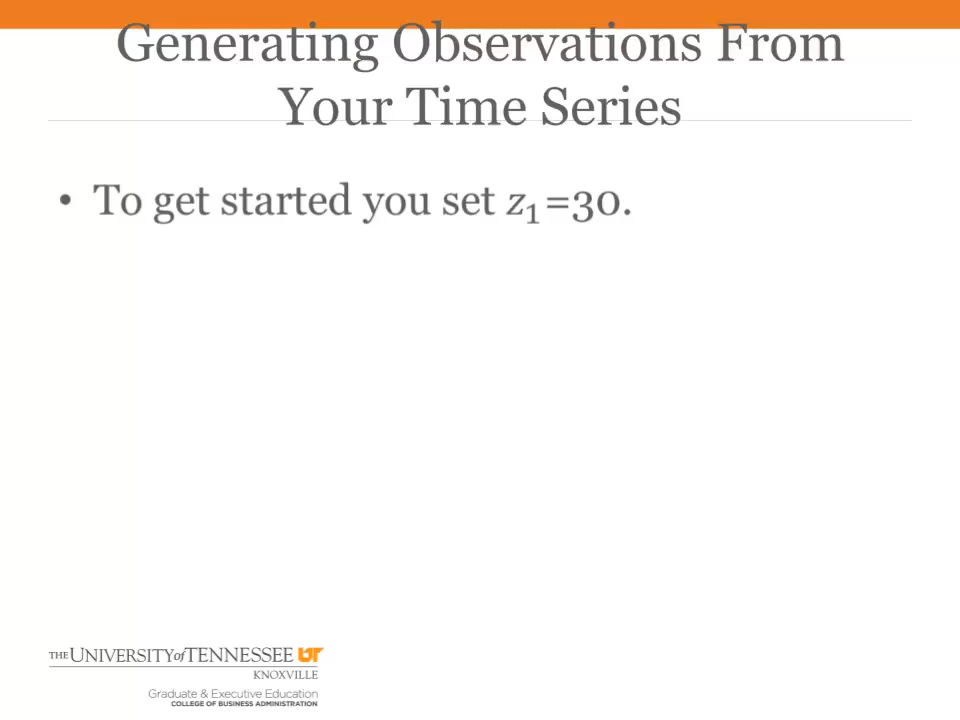 Generating Observations From
Your Time Series
• To get started you set z₁=30.
THE UNIVERSITY of TENNESSEE UT
KNOXVILLE
Graduate & Executive Education
COLLEGE OF BUSINESS ADMINISTRATION